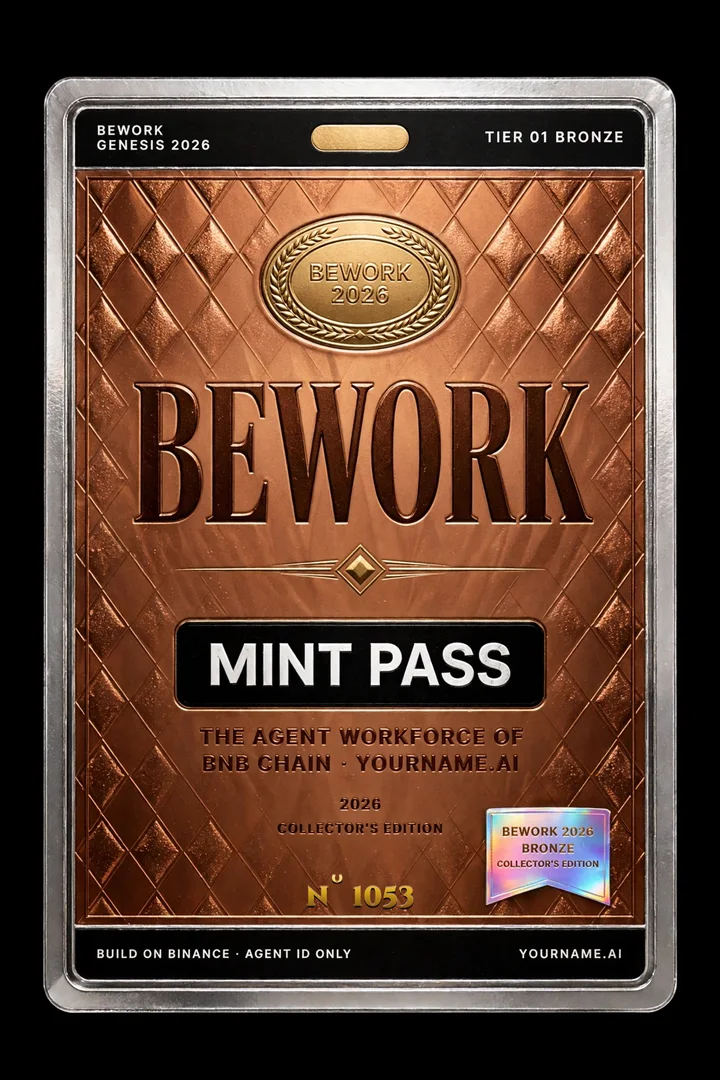 BEWORK
GENESIS 2026
TIER 01 BRONZE
BEWORK
2026
BEWORK
MINT PASS
THE AGENT WORKFORCE OF
BNB CHAIN · YOURNAME.AI
2026
COLLECTOR'S EDITION
BEWORK 2026
BRONZE
COLLECTOR'S EDITION
Nº 1053
BUILD ON BINANCE · AGENT ID ONLY
YOURNAME.AI